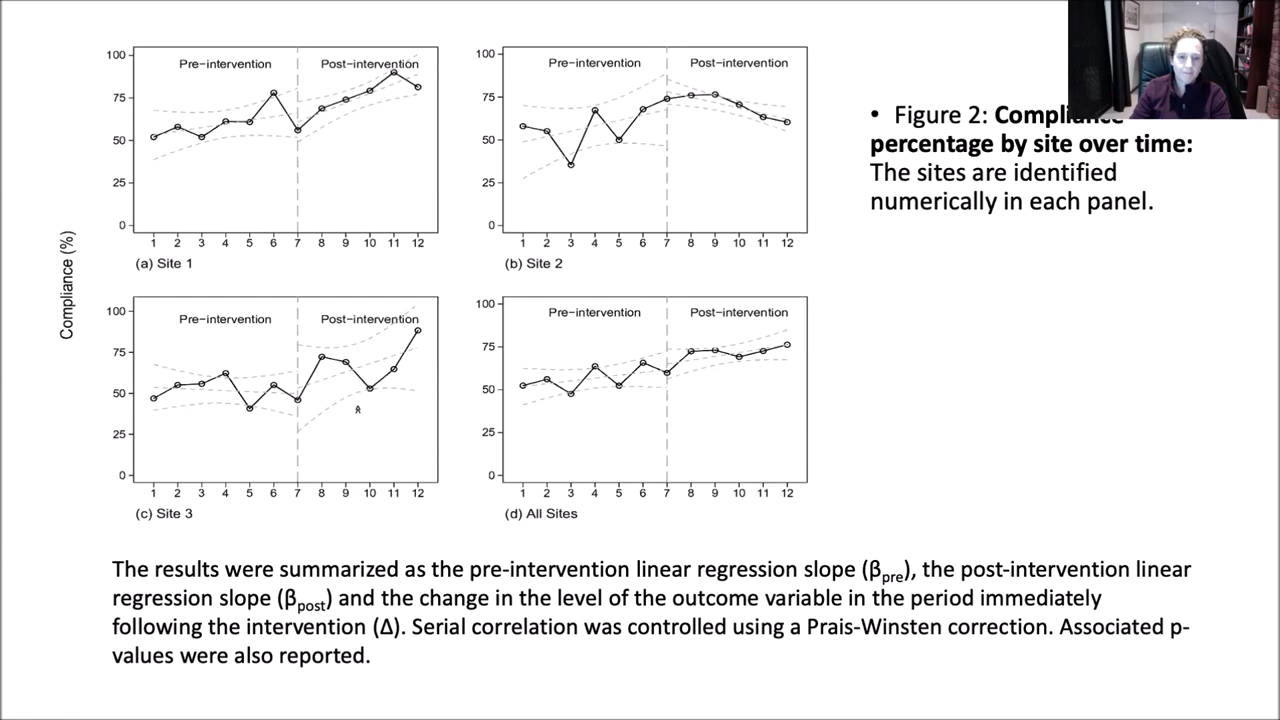 100
75
50
25
0
Pre−intervention
Post−intervention
1 2 3 4 5 6 7 8 9 10 11 12
(a) Site 1
100
75
50
25
0
Pre−intervention
Post−intervention
1 2 3 4 5 6 7 8 9 10 11 12
(b) Site 2
Compliance (%)
100
75
50
25
0
Pre−intervention
Post−intervention
1 2 3 4 5 6 7 8 9 10 11 12
(c) Site 3
100
75
50
25
0
Pre−intervention
Post−intervention
1 2 3 4 5 6 7 8 9 10 11 12
(d) All Sites
• Figure 2: Compliance
percentage by site over time:
The sites are identified
numerically in each panel.
The results were summarized as the pre-intervention linear regression slope (βpre), the post-intervention linear
regression slope (βpost) and the change in the level of the outcome variable in the period immediately
following the intervention (Δ). Serial correlation was controlled using a Prais-Winsten correction. Associated p-
values were also reported.